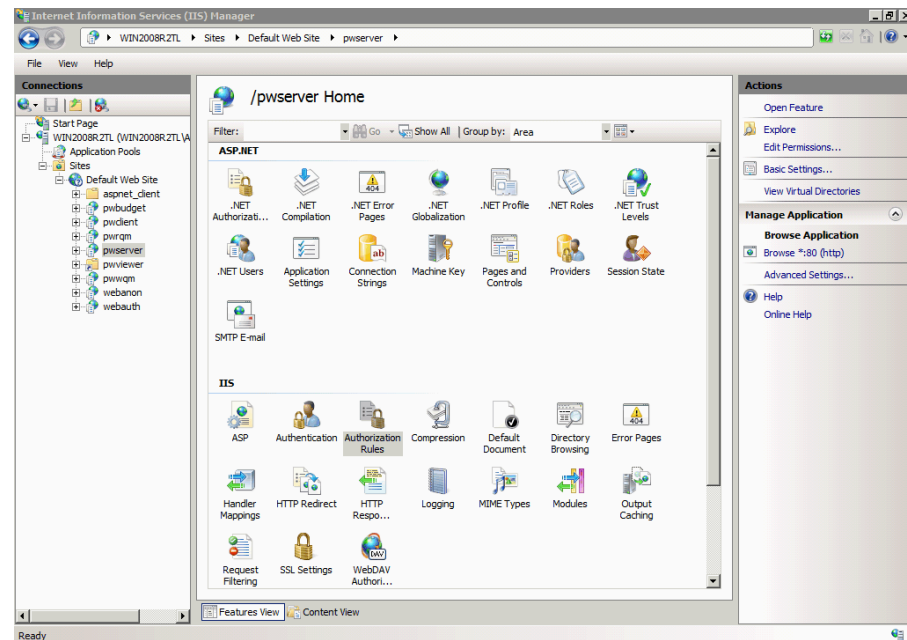 Internet Information Services (IIS) Manager
WIN2008R2TL Sites Default Web Site pwserver
File View Help
Connections
Start Page
WIN2008R2TL (WIN2008R2TL\A
Application Pools
Sites
Default Web Site
aspnet_client
pwbudget
pwclient
pwrqm
pwserver
pwviewer
pwwqm
webanon
webauth
/pwserver Home
Filter: Go Show All Group by: Area
ASP.NET
.NET Authorizati...
.NET Compilation
.NET Error Pages
.NET Globalization
.NET Profile
.NET Roles
.NET Trust Levels
.NET Users
Application Settings
Connection Strings
Machine Key
Pages and Controls
Providers
Session State
SMTP E-mail
IIS
ASP
Authentication
Authorization Rules
Compression
Default Document
Directory Browsing
Error Pages
Handler Mappings
HTTP Redirect
HTTP Respo...
Logging
MIME Types
Modules
Output Caching
Request Filtering
SSL Settings
WebDAV Authori...
Features View Content View
Actions
Open Feature
Explore
Edit Permissions...
Basic Settings...
View Virtual Directories
Manage Application
Browse Application
Browse *:80 (http)
Advanced Settings...
Help
Online Help
Ready